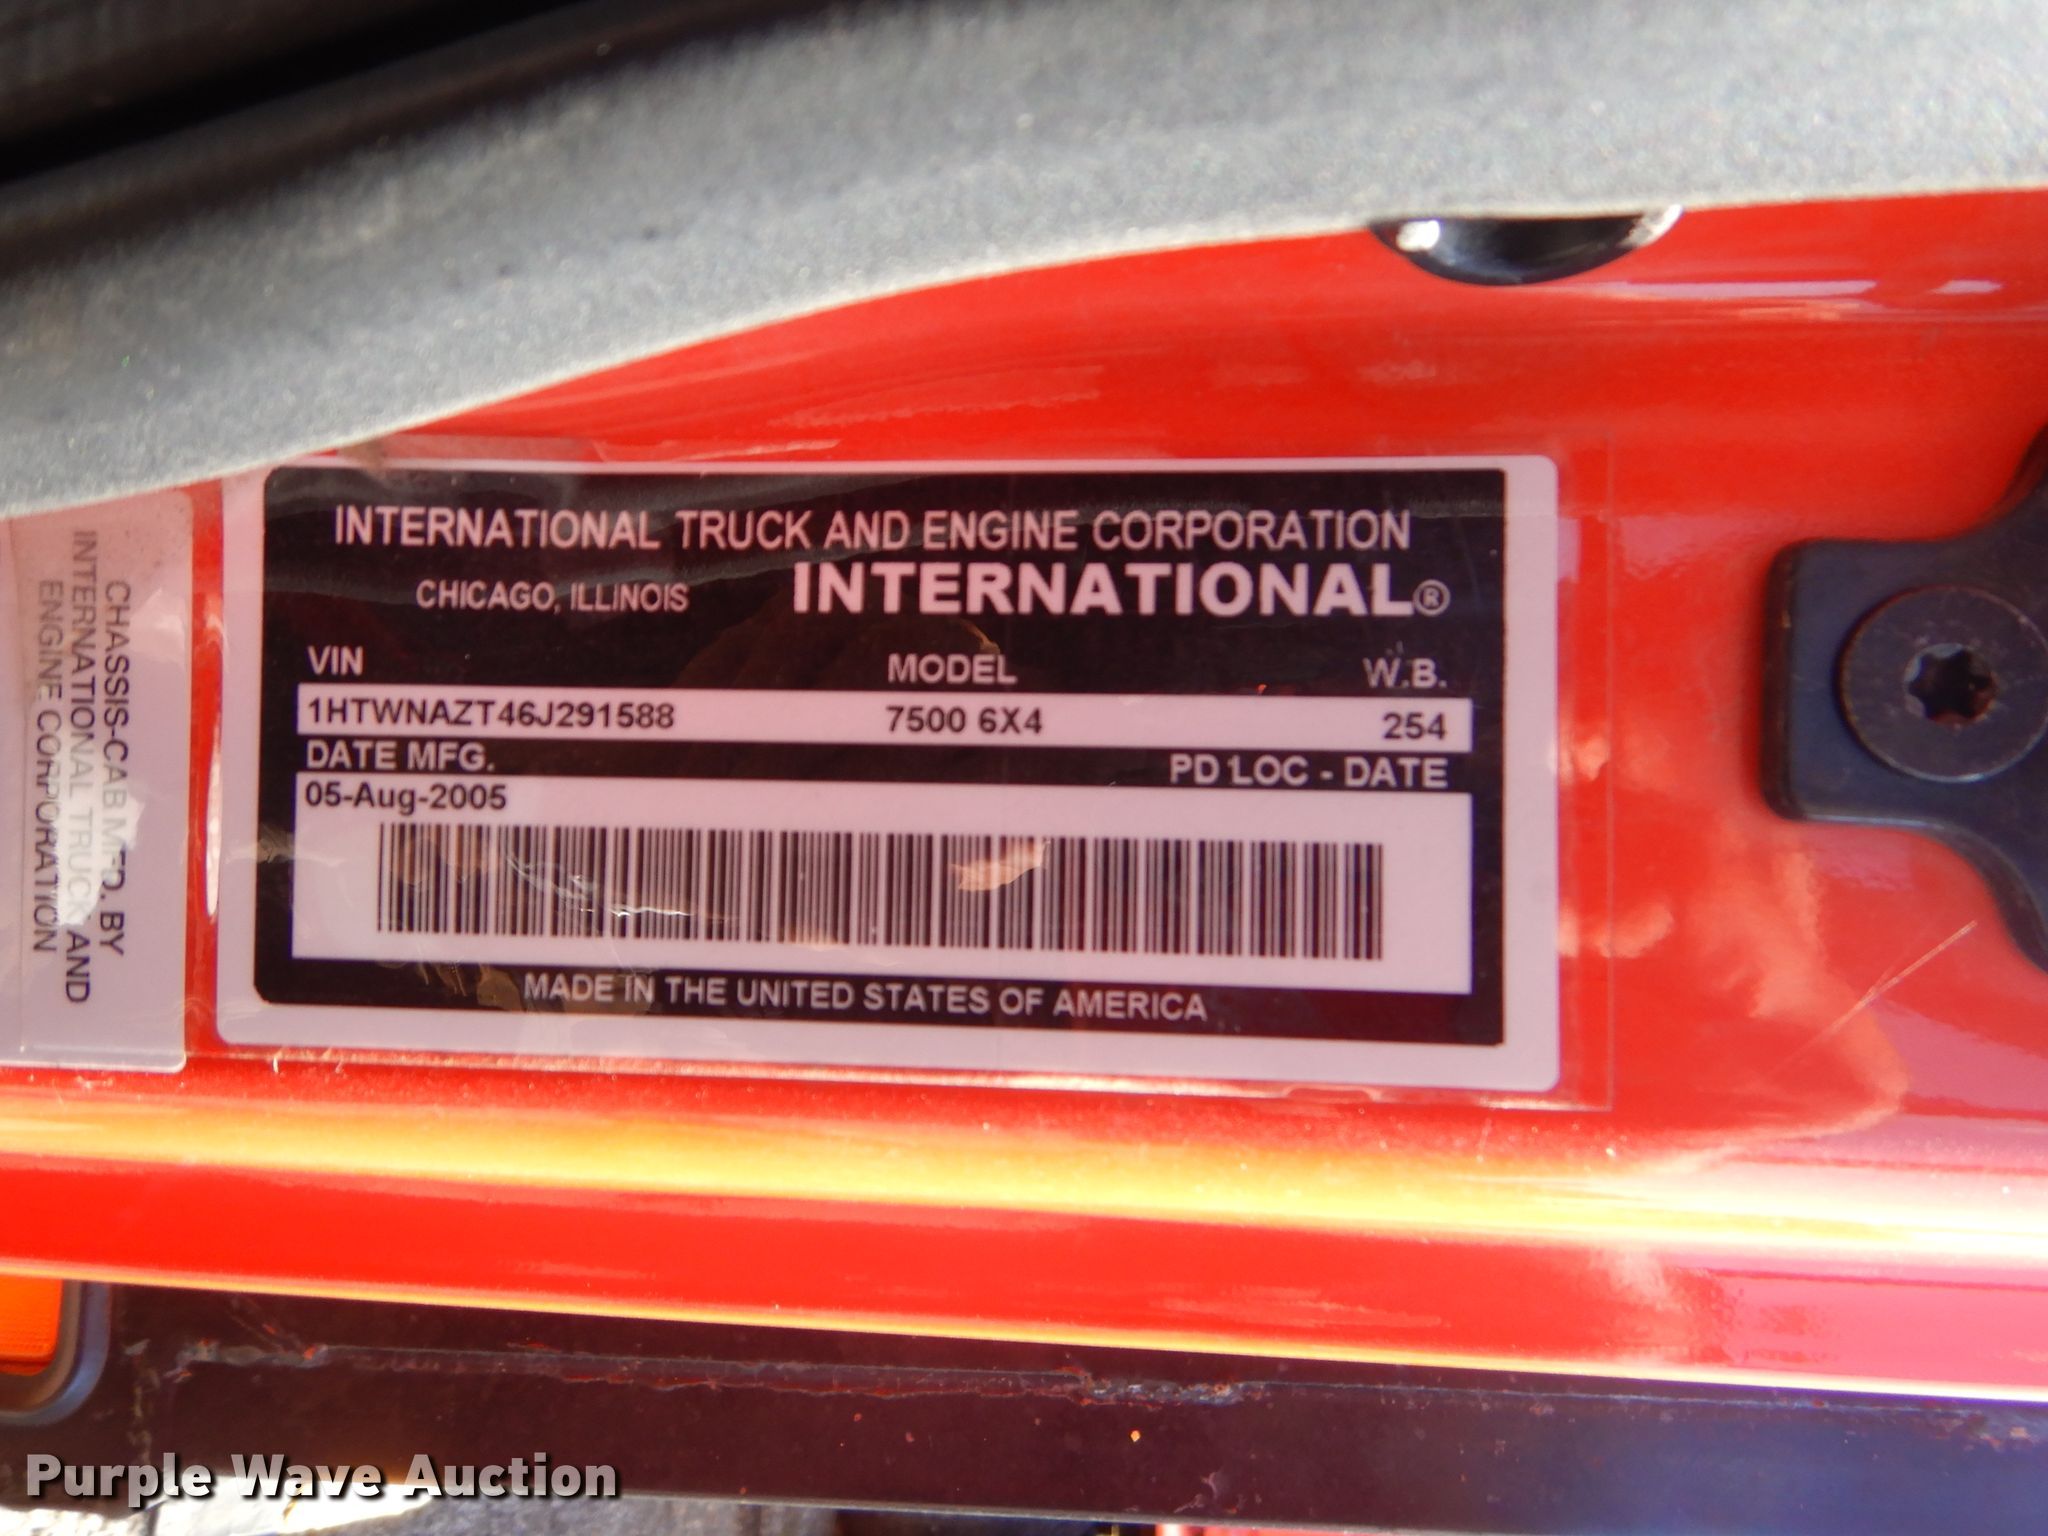 INTERNATIONAL TRUCK AND ENGINE CORPORATION
CHICAGO, ILLINOIS INTERNATIONAL®
VIN MODEL W.B.
1HTWNAZT46J291588 7500 6X4 254
DATE MFG. PD LOC - DATE
05-Aug-2005
MADE IN THE UNITED STATES OF AMERICA
CHASSIS-CAB MFD. BY
INTERNATIONAL TRUCK AND
ENGINE CORPORATION
Purple Wave Auction